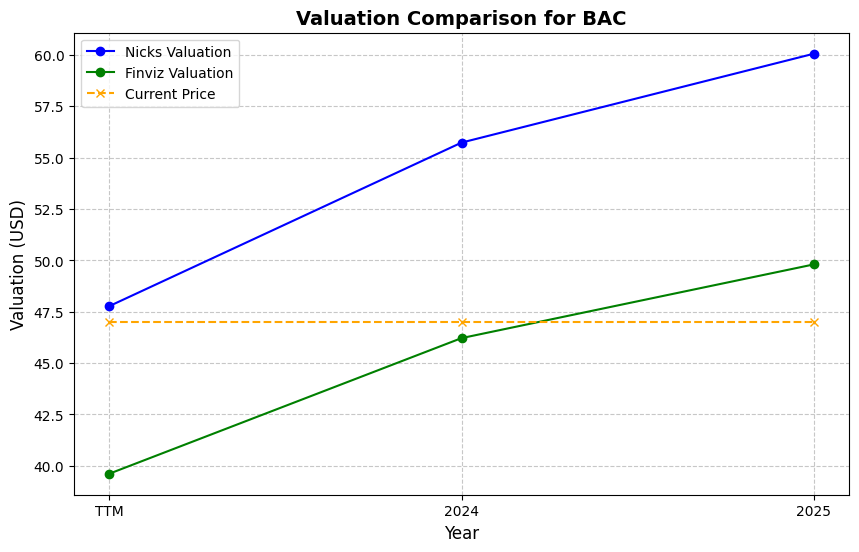 Valuation Comparison for BAC
Nicks Valuation
Finviz Valuation
Current Price
Valuation (USD)
60.0
57.5
55.0
52.5
50.0
47.5
45.0
42.5
40.0
TTM
2024
2025
Year